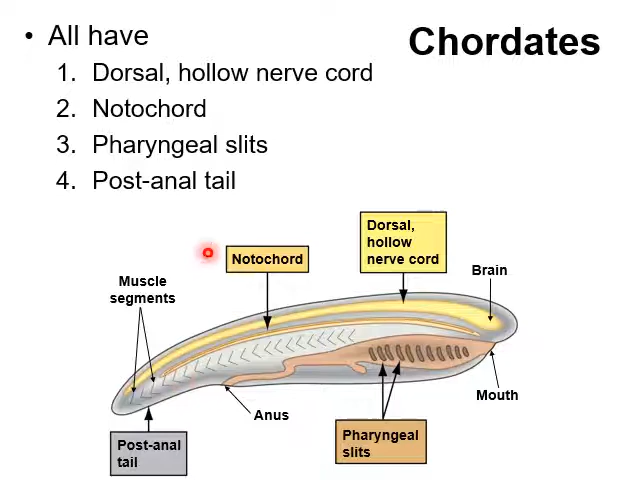 • All have
Chordates
1. Dorsal, hollow nerve cord
2. Notochord
3. Pharyngeal slits
4. Post-anal tail
Dorsal,
hollow
nerve cord
Notochord
Brain
Muscle
segments
Mouth
Anus
Pharyngeal
slits
Post-anal
tail